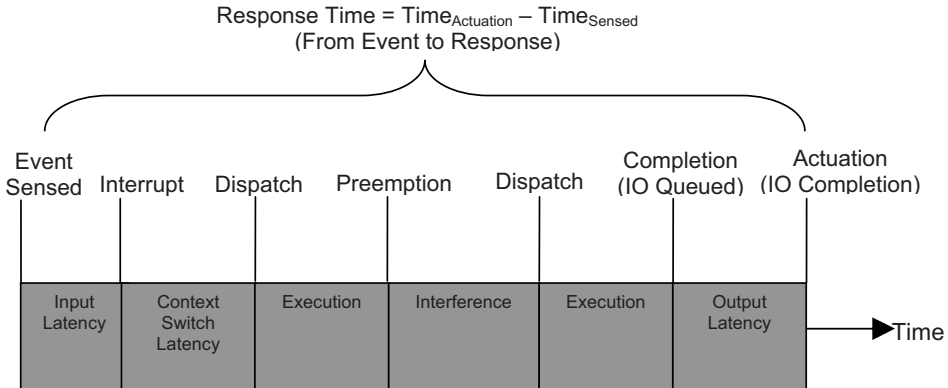 Response Time = TimeActuation – TimeSensed
(From Event to Response)
Event
Sensed
Interrupt
Dispatch
Preemption
Dispatch
Completion
(IO Queued)
Actuation
(IO Completion)
Input
Latency
Context
Switch
Latency
Execution
Interference
Execution
Output
Latency
Time